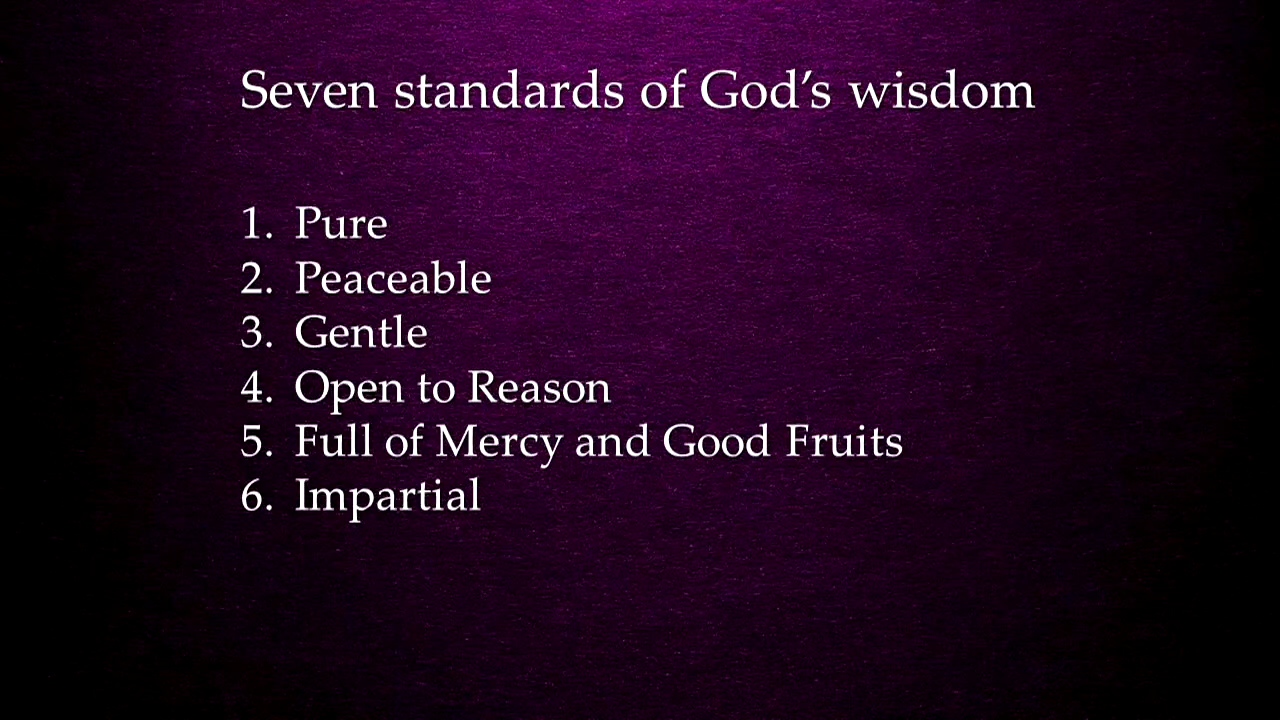 Seven standards of God’s wisdom
1. Pure
2. Peaceable
3. Gentle
4. Open to Reason
5. Full of Mercy and Good Fruits
6. Impartial